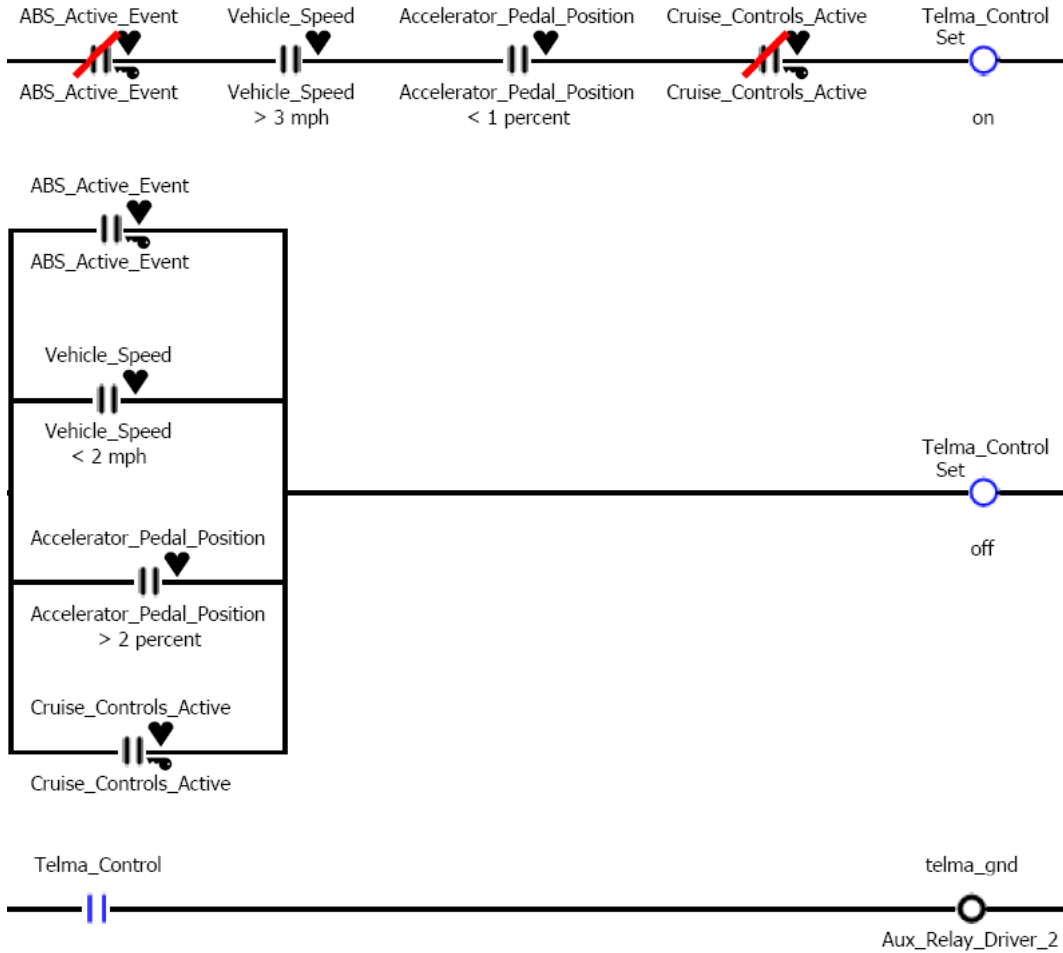 ABS_Active_Event
Vehicle_Speed
Accelerator_Pedal_Position
Cruise_Controls_Active
Telma_Control
Set
ABS_Active_Event
Vehicle_Speed
Accelerator_Pedal_Position
Cruise_Controls_Active
> 3 mph
< 1 percent
on
ABS_Active_Event
ABS_Active_Event
Vehicle_Speed
Vehicle_Speed
< 2 mph
Telma_Control
Set
off
Accelerator_Pedal_Position
Accelerator_Pedal_Position
> 2 percent
Cruise_Controls_Active
Cruise_Controls_Active
Telma_Control
telma_gnd
Aux_Relay_Driver_2